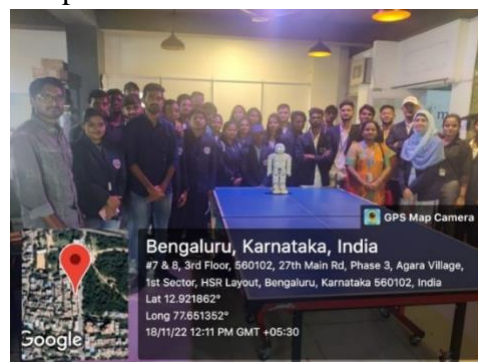 GPS Map Camera
Bengaluru, Karnataka, India
#7 & 8, 3rd Floor, 560102, 27th Main Rd, Phase 3, Agara Village,
1st Sector, HSR Layout, Bengaluru, Karnataka 560102, India
Lat 12.921862°
Long 77.651352°
18/11/22 12:11 PM GMT +05:30
Google